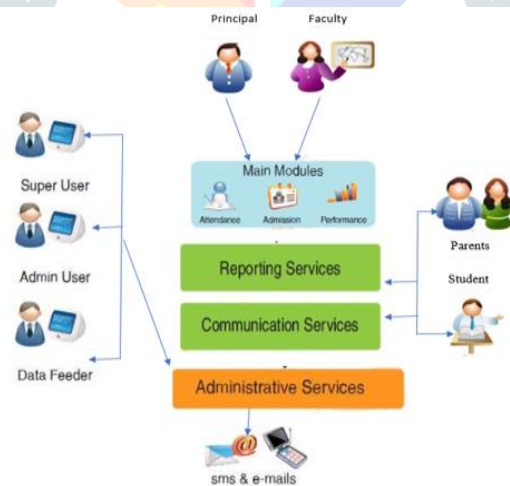 Principal
Faculty
Main Modules
Attendance
Admission
Performance
Super User
Admin User
Data Feeder
Reporting Services
Communication Services
Administrative Services
Parents
Student
sms & e-mails